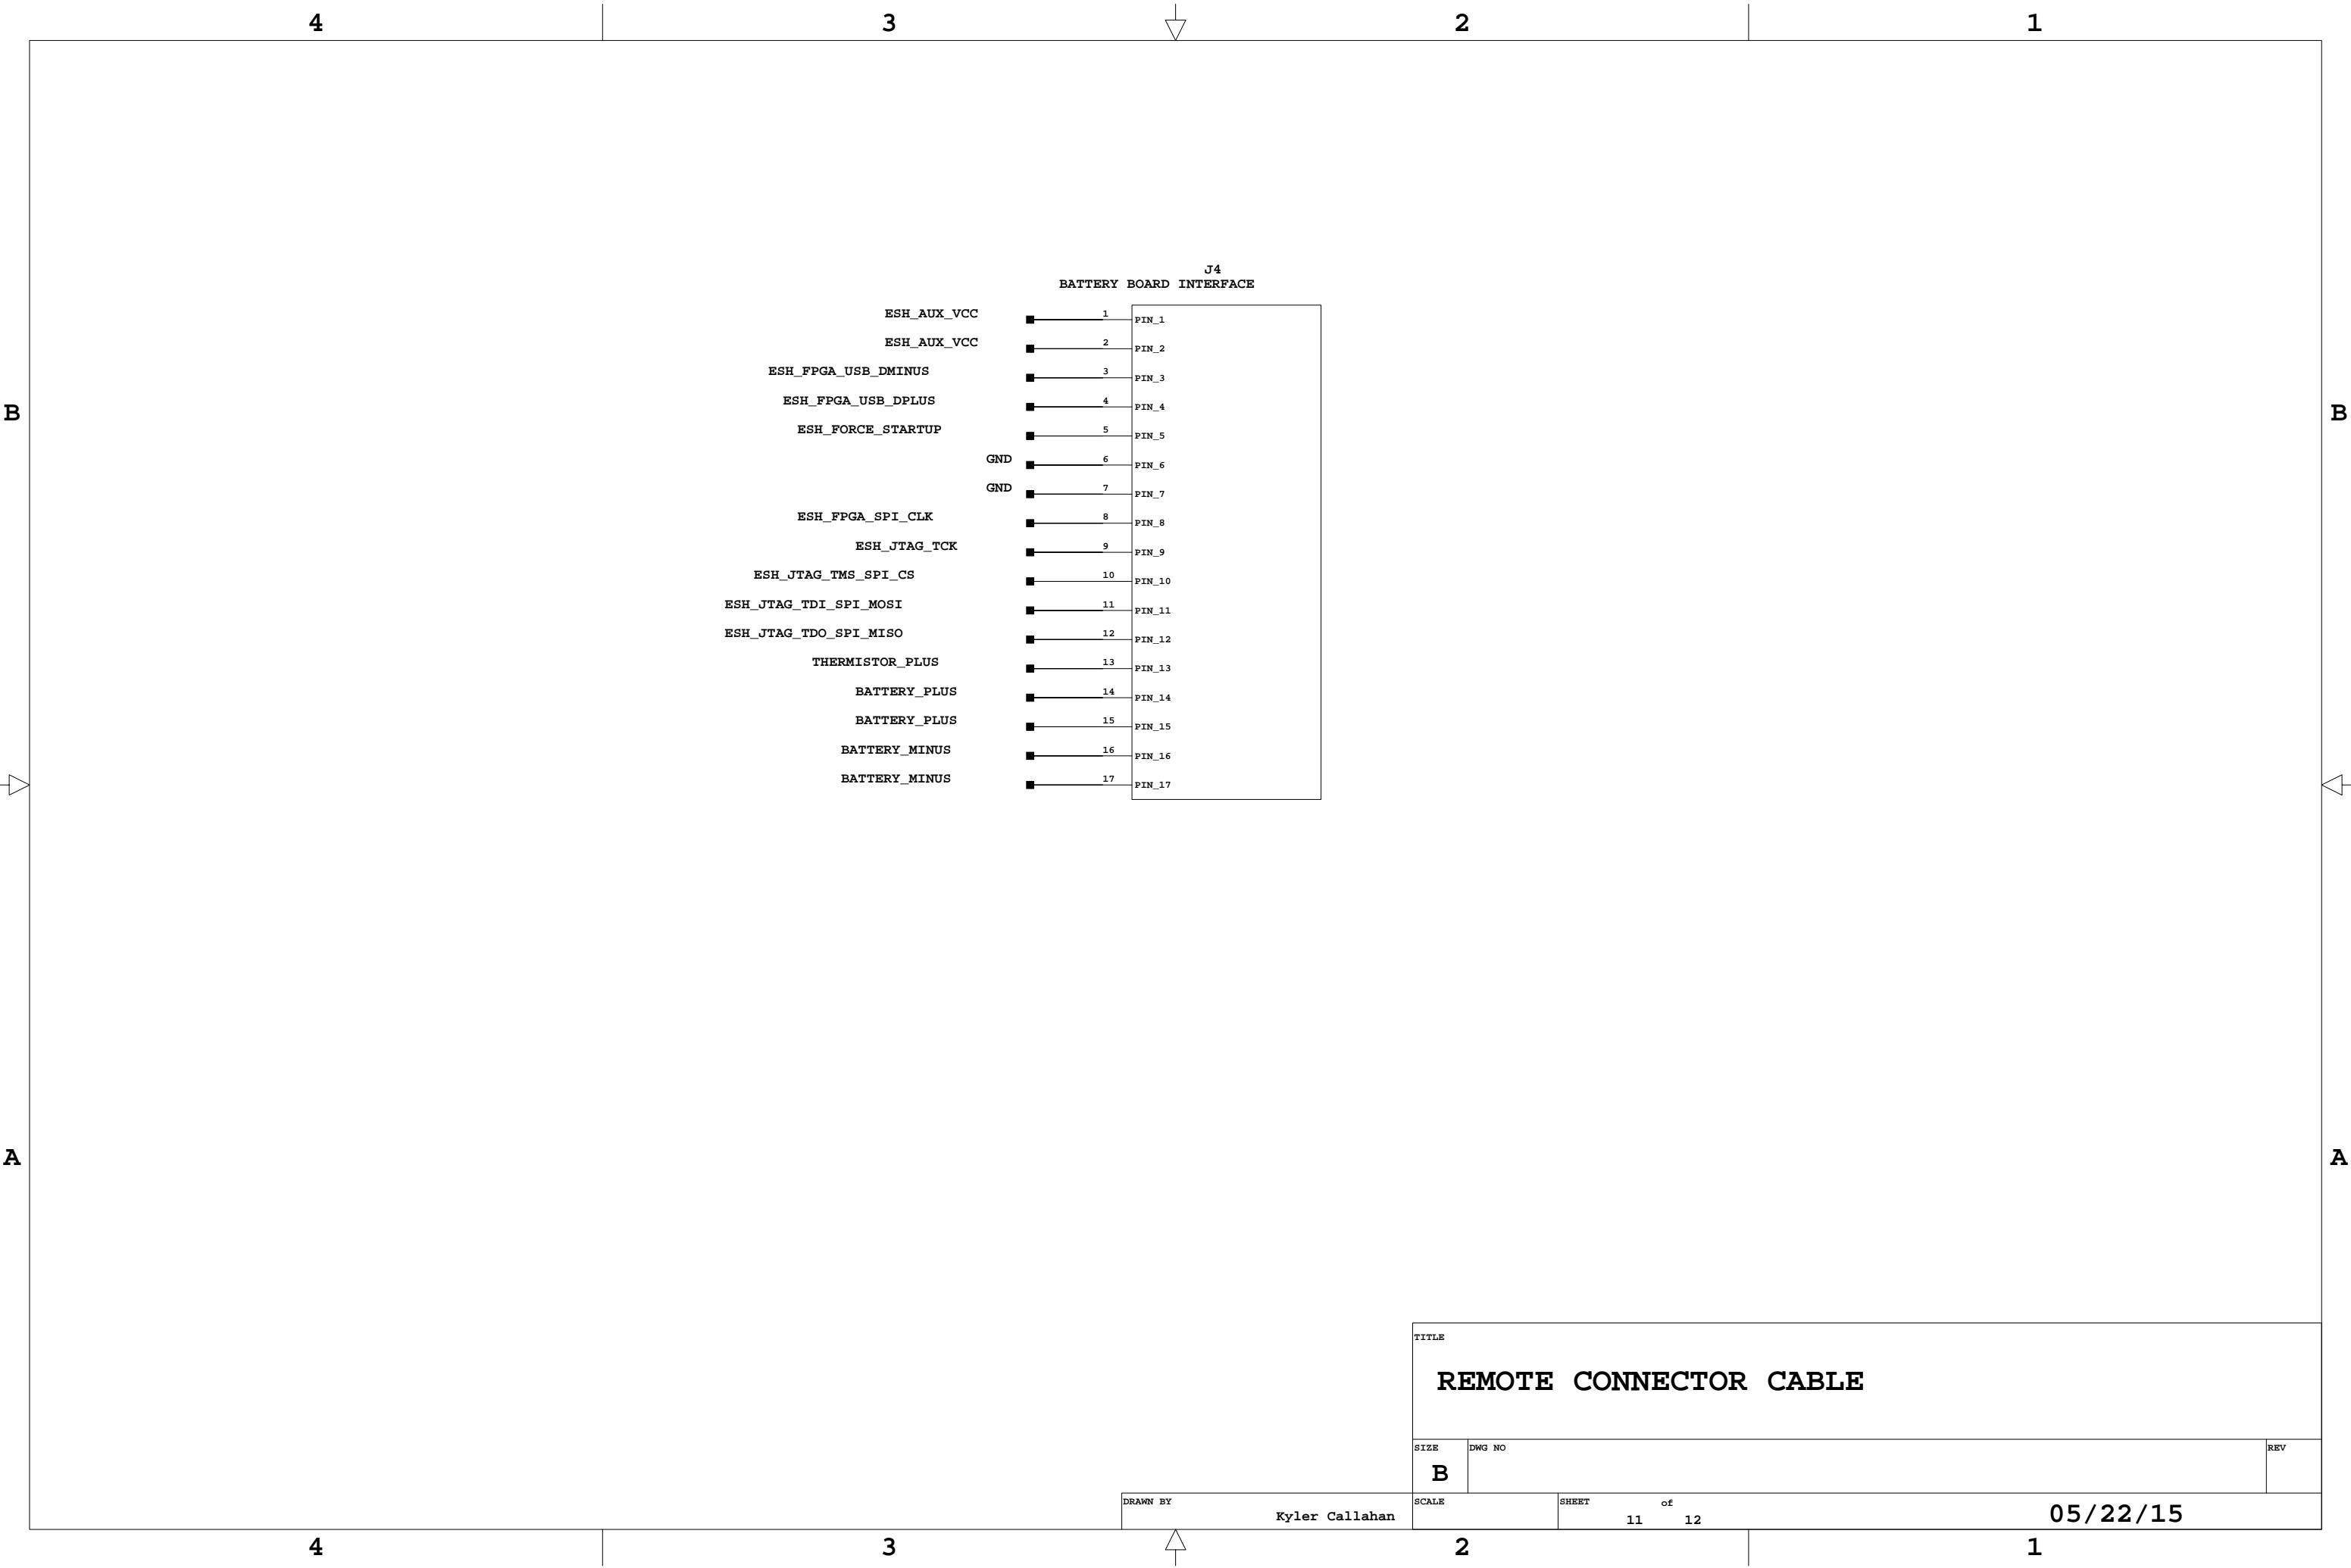 4 3 2 1
J4
BATTERY BOARD INTERFACE
ESH_AUX_VCC 1 PIN_1
ESH_AUX_VCC 2 PIN_2
ESH_FPGA_USB_DMINUS 3 PIN_3
B ESH_FPGA_USB_DPLUS 4 PIN_4 B
ESH_FORCE_STARTUP 5 PIN_5
GND 6 PIN_6
GND 7 PIN_7
ESH_FPGA_SPI_CLK 8 PIN_8
ESH_JTAG_TCK 9 PIN_9
ESH_JTAG_TMS_SPI_CS 10 PIN_10
ESH_JTAG_TDI_SPI_MOSI 11 PIN_11
ESH_JTAG_TDO_SPI_MISO 12 PIN_12
THERMISTOR_PLUS 13 PIN_13
BATTERY_PLUS 14 PIN_14
BATTERY_PLUS 15 PIN_15
BATTERY_MINUS 16 PIN_16
BATTERY_MINUS 17 PIN_17
A A
TITLE
REMOTE CONNECTOR CABLE
SIZE DWG NO REV
B
DRAWN BY SCALE SHEET of
Kyler Callahan 11 12 05/22/15
4 3 2 1